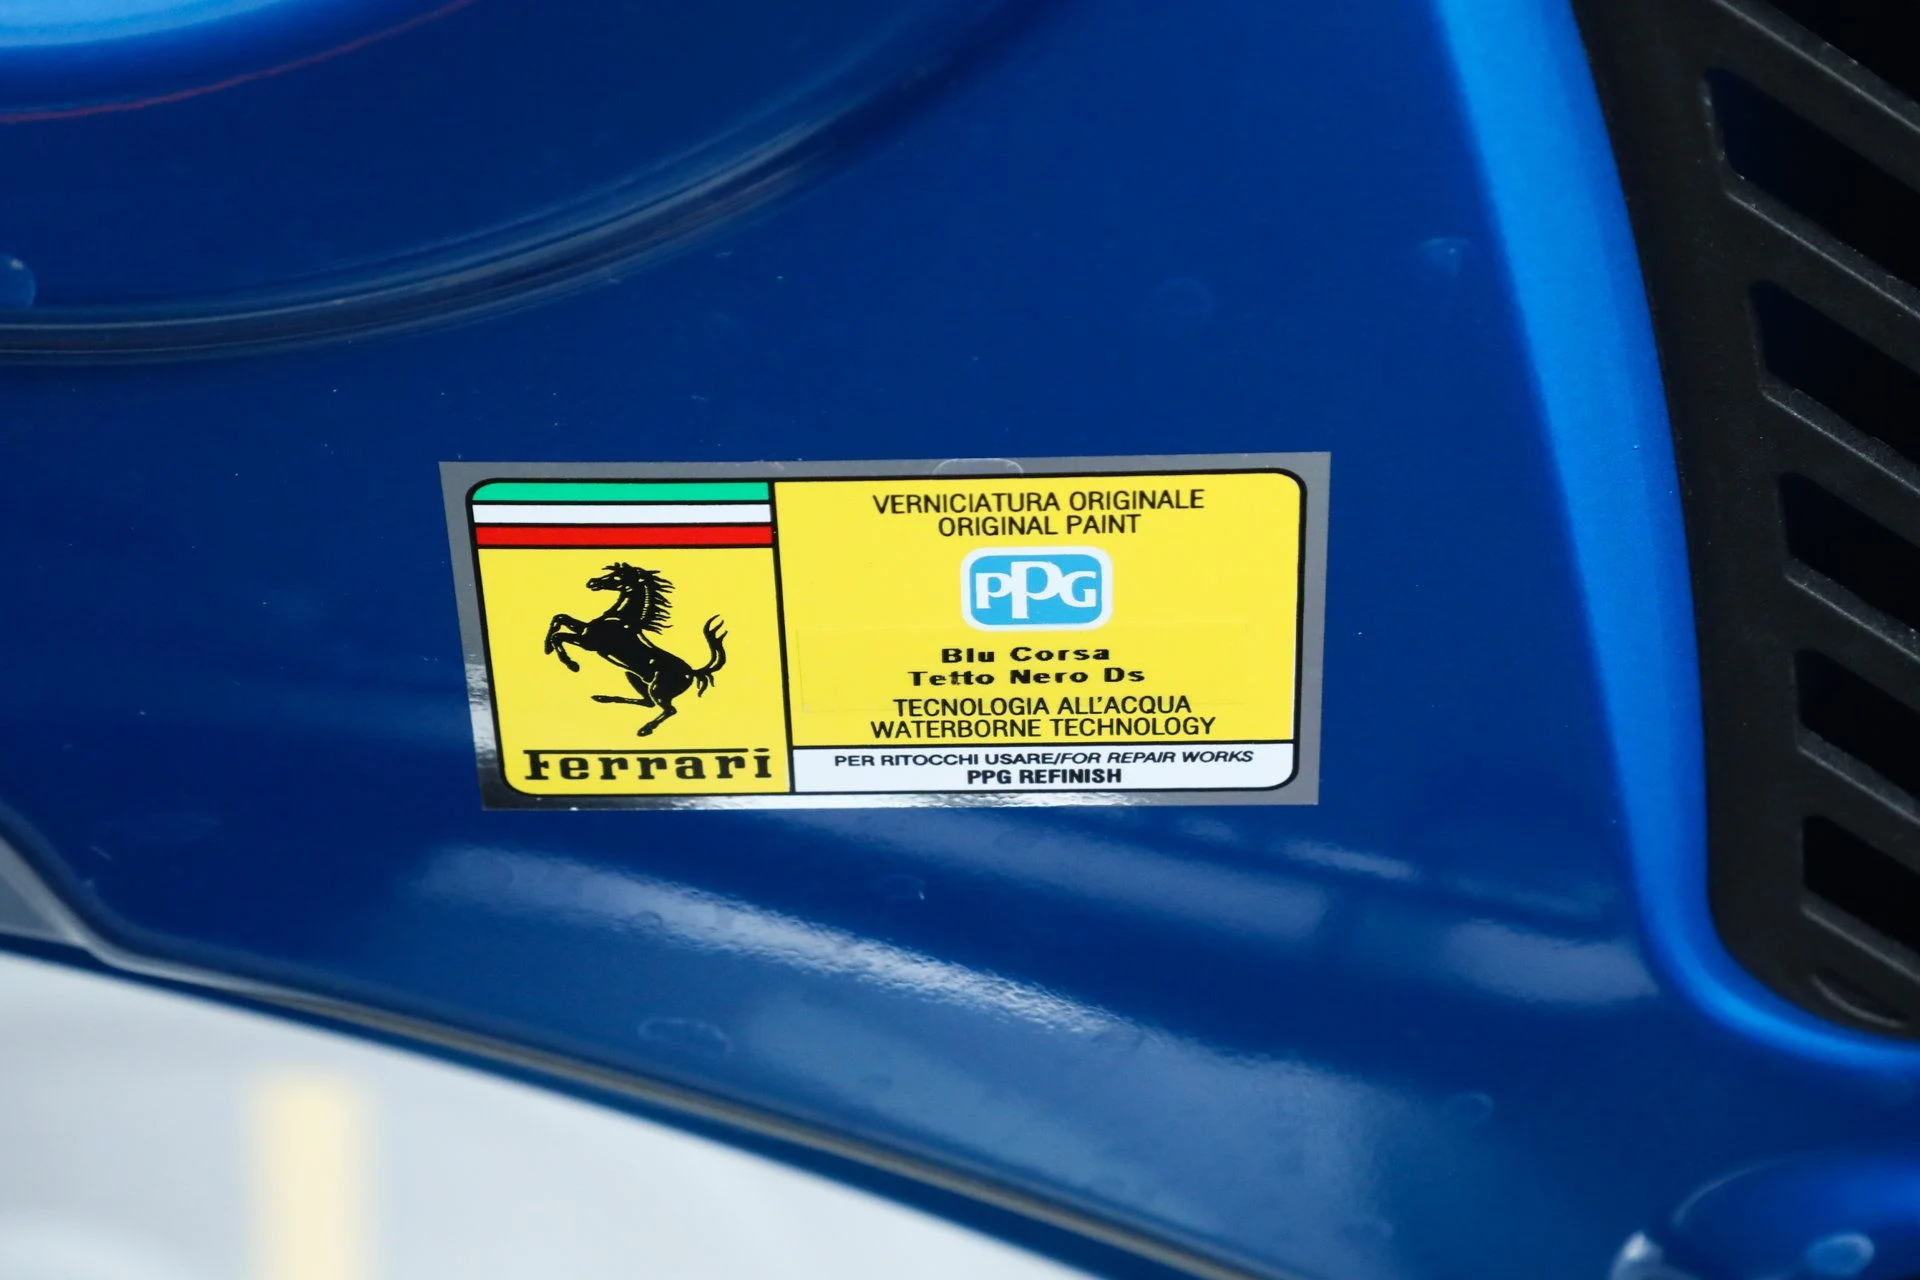 Ferrari
VERNICIATURA ORIGINALE
ORIGINAL PAINT
PPG
Blu Corsa
Tetto Nero Ds
TECNOLOGIA ALL'ACQUA
WATERBORNE TECHNOLOGY
PER RITOCCHI USARE/FOR REPAIR WORKS
PPG REFINISH